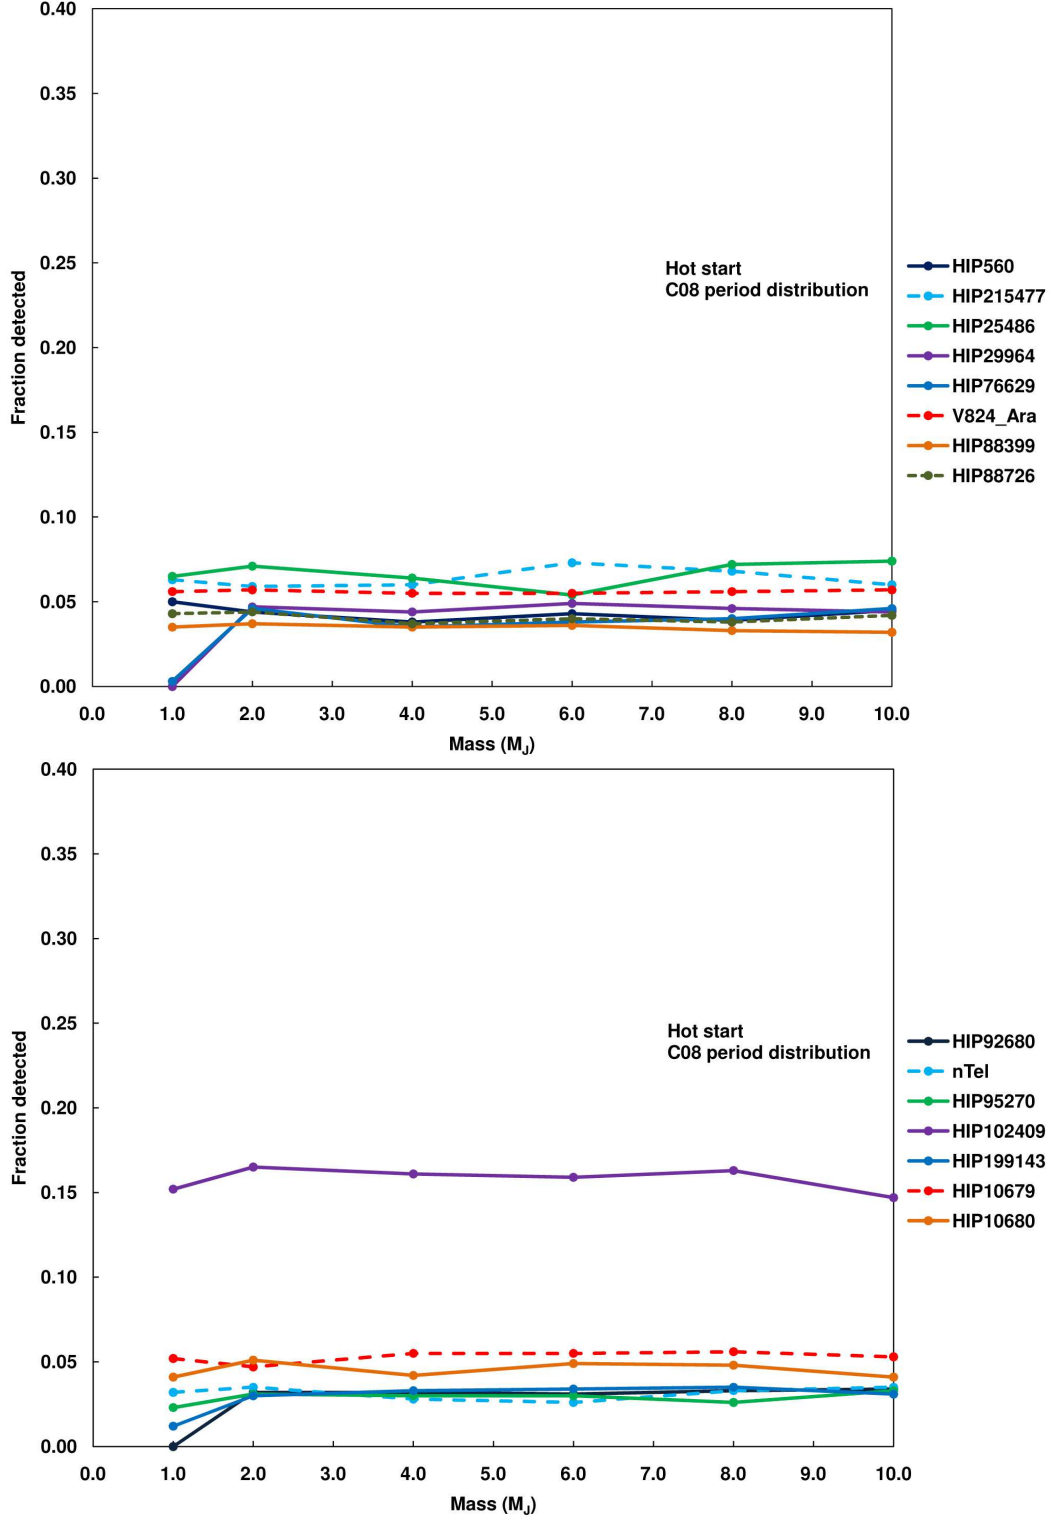 0.40
0.35
0.30
0.25
0.20
0.15
0.10
0.05
0.00
Fraction detected
Hot start
C08 period distribution
HIP560
HIP215477
HIP25486
HIP29964
HIP76629
V824_Ara
HIP88399
HIP88726
0.0 1.0 2.0 3.0 4.0 5.0 6.0 7.0 8.0 9.0 10.0
Mass (MJ)
0.40
0.35
0.30
0.25
0.20
0.15
0.10
0.05
0.00
Fraction detected
Hot start
C08 period distribution
HIP92680
nTel
HIP95270
HIP102409
HIP199143
HIP10679
HIP10680
0.0 1.0 2.0 3.0 4.0 5.0 6.0 7.0 8.0 9.0 10.0
Mass (MJ)